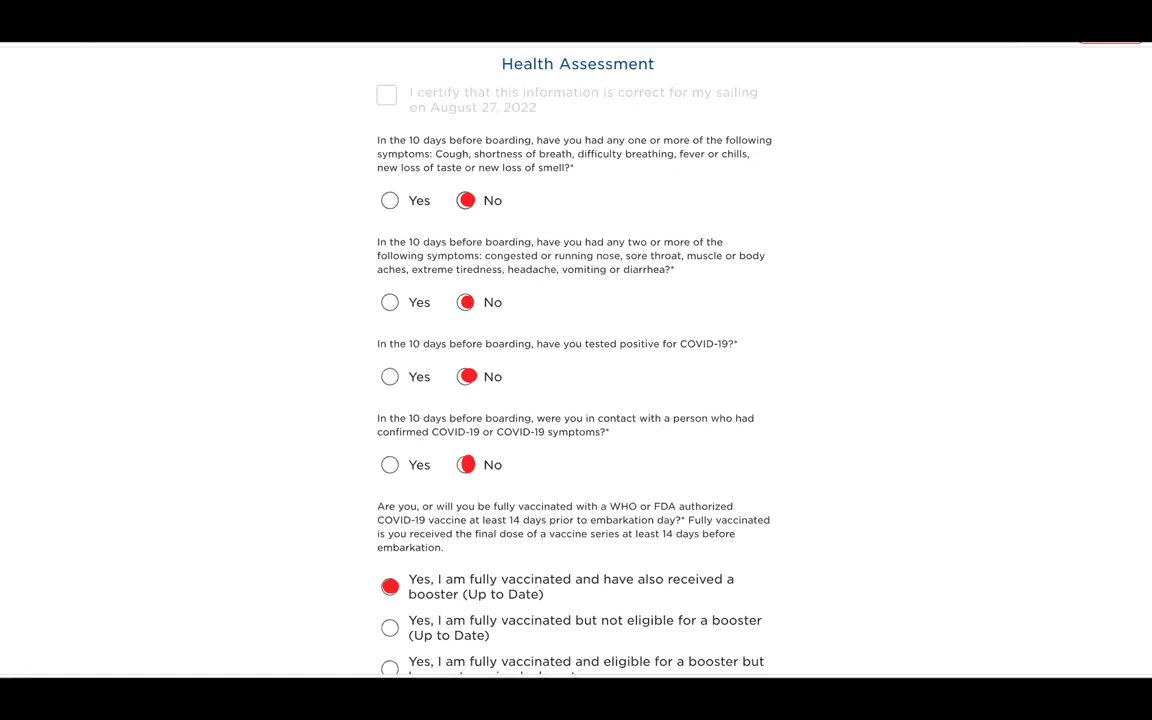 Health Assessment
I certify that this information is correct for my sailing
on August 27, 2022
In the 10 days before boarding, have you had any one or more of the following
symptoms: Cough, shortness of breath, difficulty breathing, fever or chills,
new loss of taste or new loss of smell?*
Yes No
In the 10 days before boarding, have you had any two or more of the
following symptoms: congested or running nose, sore throat, muscle or body
aches, extreme tiredness, headache, vomiting or diarrhea?*
Yes No
In the 10 days before boarding, have you tested positive for COVID-19?*
Yes No
In the 10 days before boarding, were you in contact with a person who had
confirmed COVID-19 or COVID-19 symptoms?*
Yes No
Are you, or will you be fully vaccinated with a WHO or FDA authorized
COVID-19 vaccine at least 14 days prior to embarkation day?* Fully vaccinated
is you received the final dose of a vaccine series at least 14 days before
embarkation.
Yes, I am fully vaccinated and have also received a
booster (Up to Date)
Yes, I am fully vaccinated but not eligible for a booster
(Up to Date)
Yes, I am fully vaccinated and eligible for a booster but